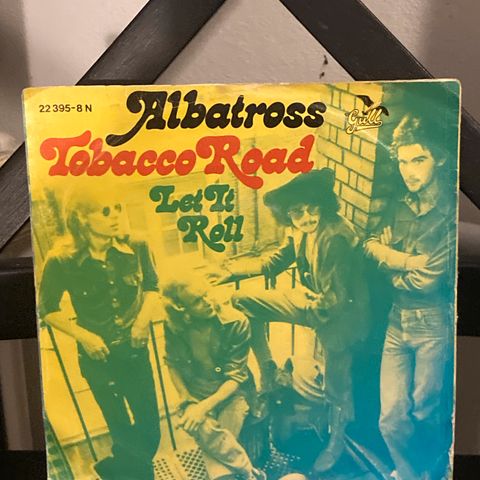 22 395-8 N
Albatross
Gull
Tobacco Road
Let It
Roll